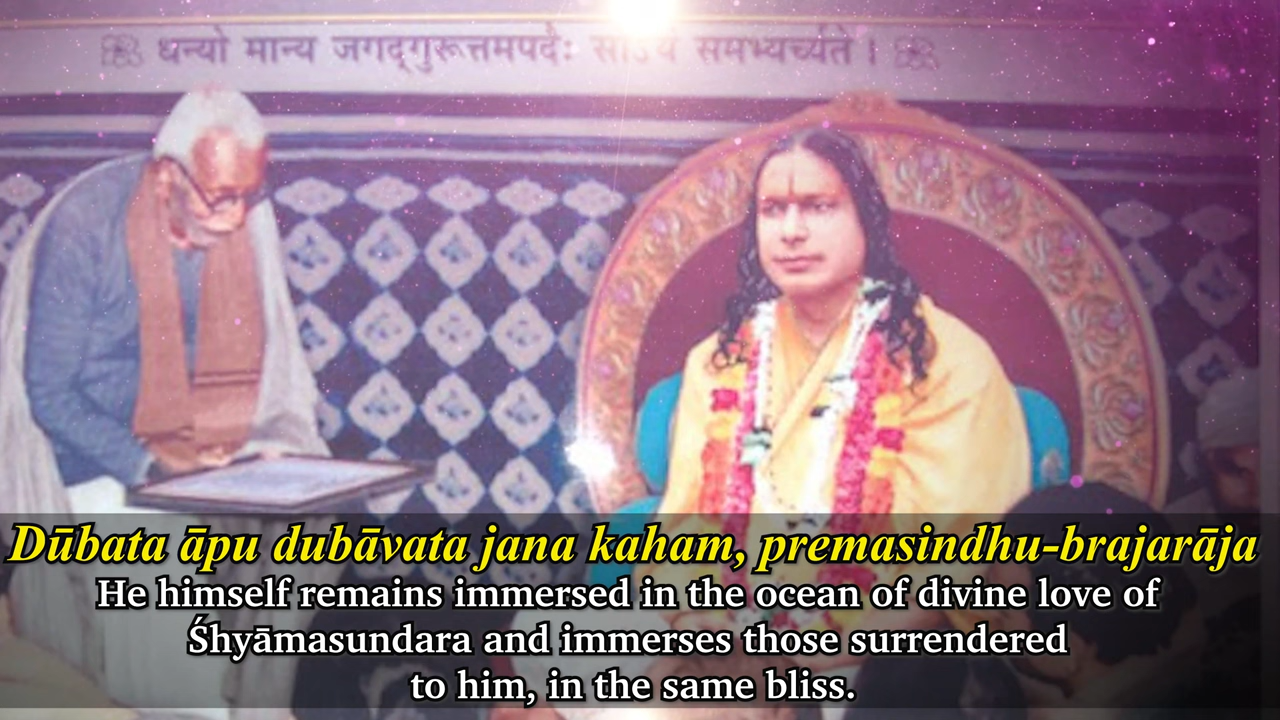 धन्यो मान्य जगद्गुरूत्तमपदैः समभ्यर्च्यते ।
Dūbata āpu dubāvata jana kaham, premasindhu-brajarāja
He himself remains immersed in the ocean of divine love of
Śhyāmasundara and immerses those surrendered
to him, in the same bliss.